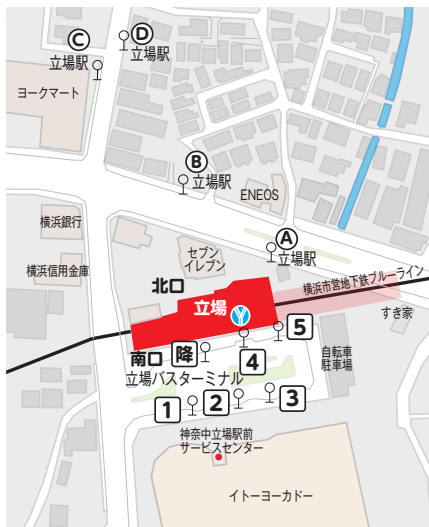 Ⓒ
Ⓓ
立場駅
立場駅
ヨークマート
Ⓑ
立場駅
ENEOS
横浜銀行
Ⓐ
立場駅
セブン
イレブン
横浜信用金庫
北口
横浜市営地下鉄ブルーライン
立場
すき家
5
降
4
南口
自転車
駐車場
立場バスターミナル
1
2
3
神奈中立場駅前
サービスセンター
イトーヨーカドー